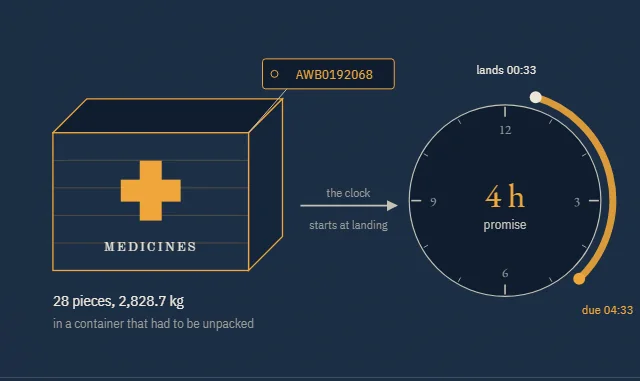 AWB0192068
MEDICINES
28 pieces, 2,828.7 kg
in a container that had to be unpacked
the clock
starts at landing
lands 00:33
12
9
3
6
4 h
promise
due 04:33